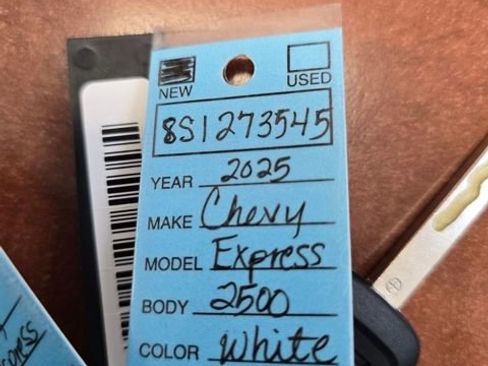 NEW USED
8S1273545
YEAR 2025
MAKE Chevy
MODEL Express
BODY 2500
COLOR White